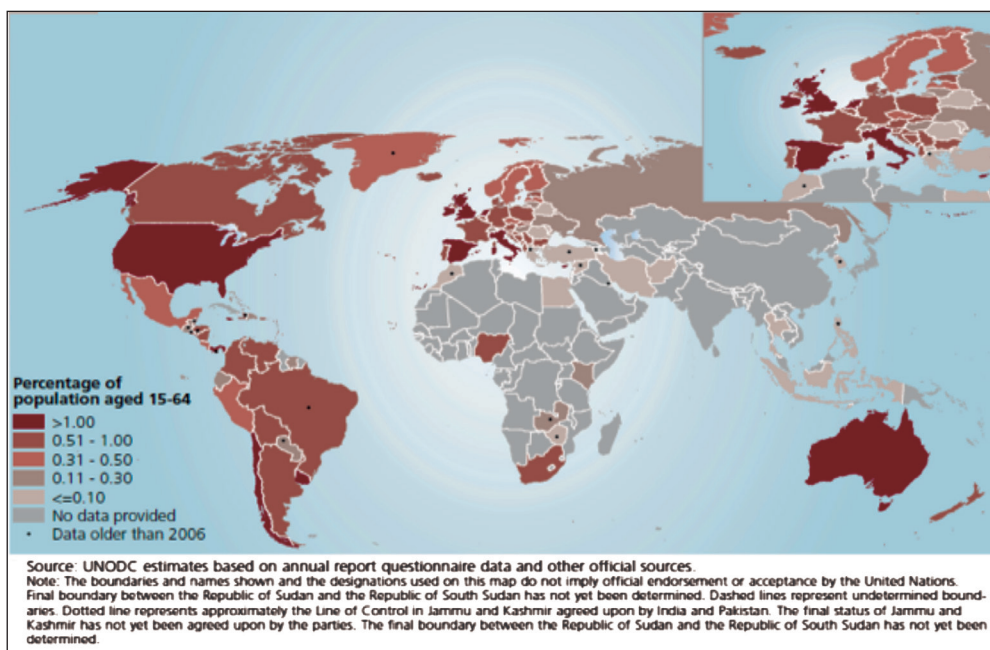 Percentage of
population aged 15-64
>1.00
0.51 - 1.00
0.31 - 0.50
0.11 - 0.30
<=0.10
No data provided
Data older than 2006
Source: UNODC estimates based on annual report questionnaire data and other official sources.
Note: The boundaries and names shown and the designations used on this map do not imply official endorsement or acceptance by the United Nations.
Final boundary between the Republic of Sudan and the Republic of South Sudan has not yet been determined. Dashed lines represent undetermined bound-
aries. Dotted line represents approximately the Line of Control in Jammu and Kashmir agreed upon by India and Pakistan. The final status of Jammu and
Kashmir has not yet been agreed upon by the parties. The final boundary between the Republic of Sudan and the Republic of South Sudan has not yet been
determined.